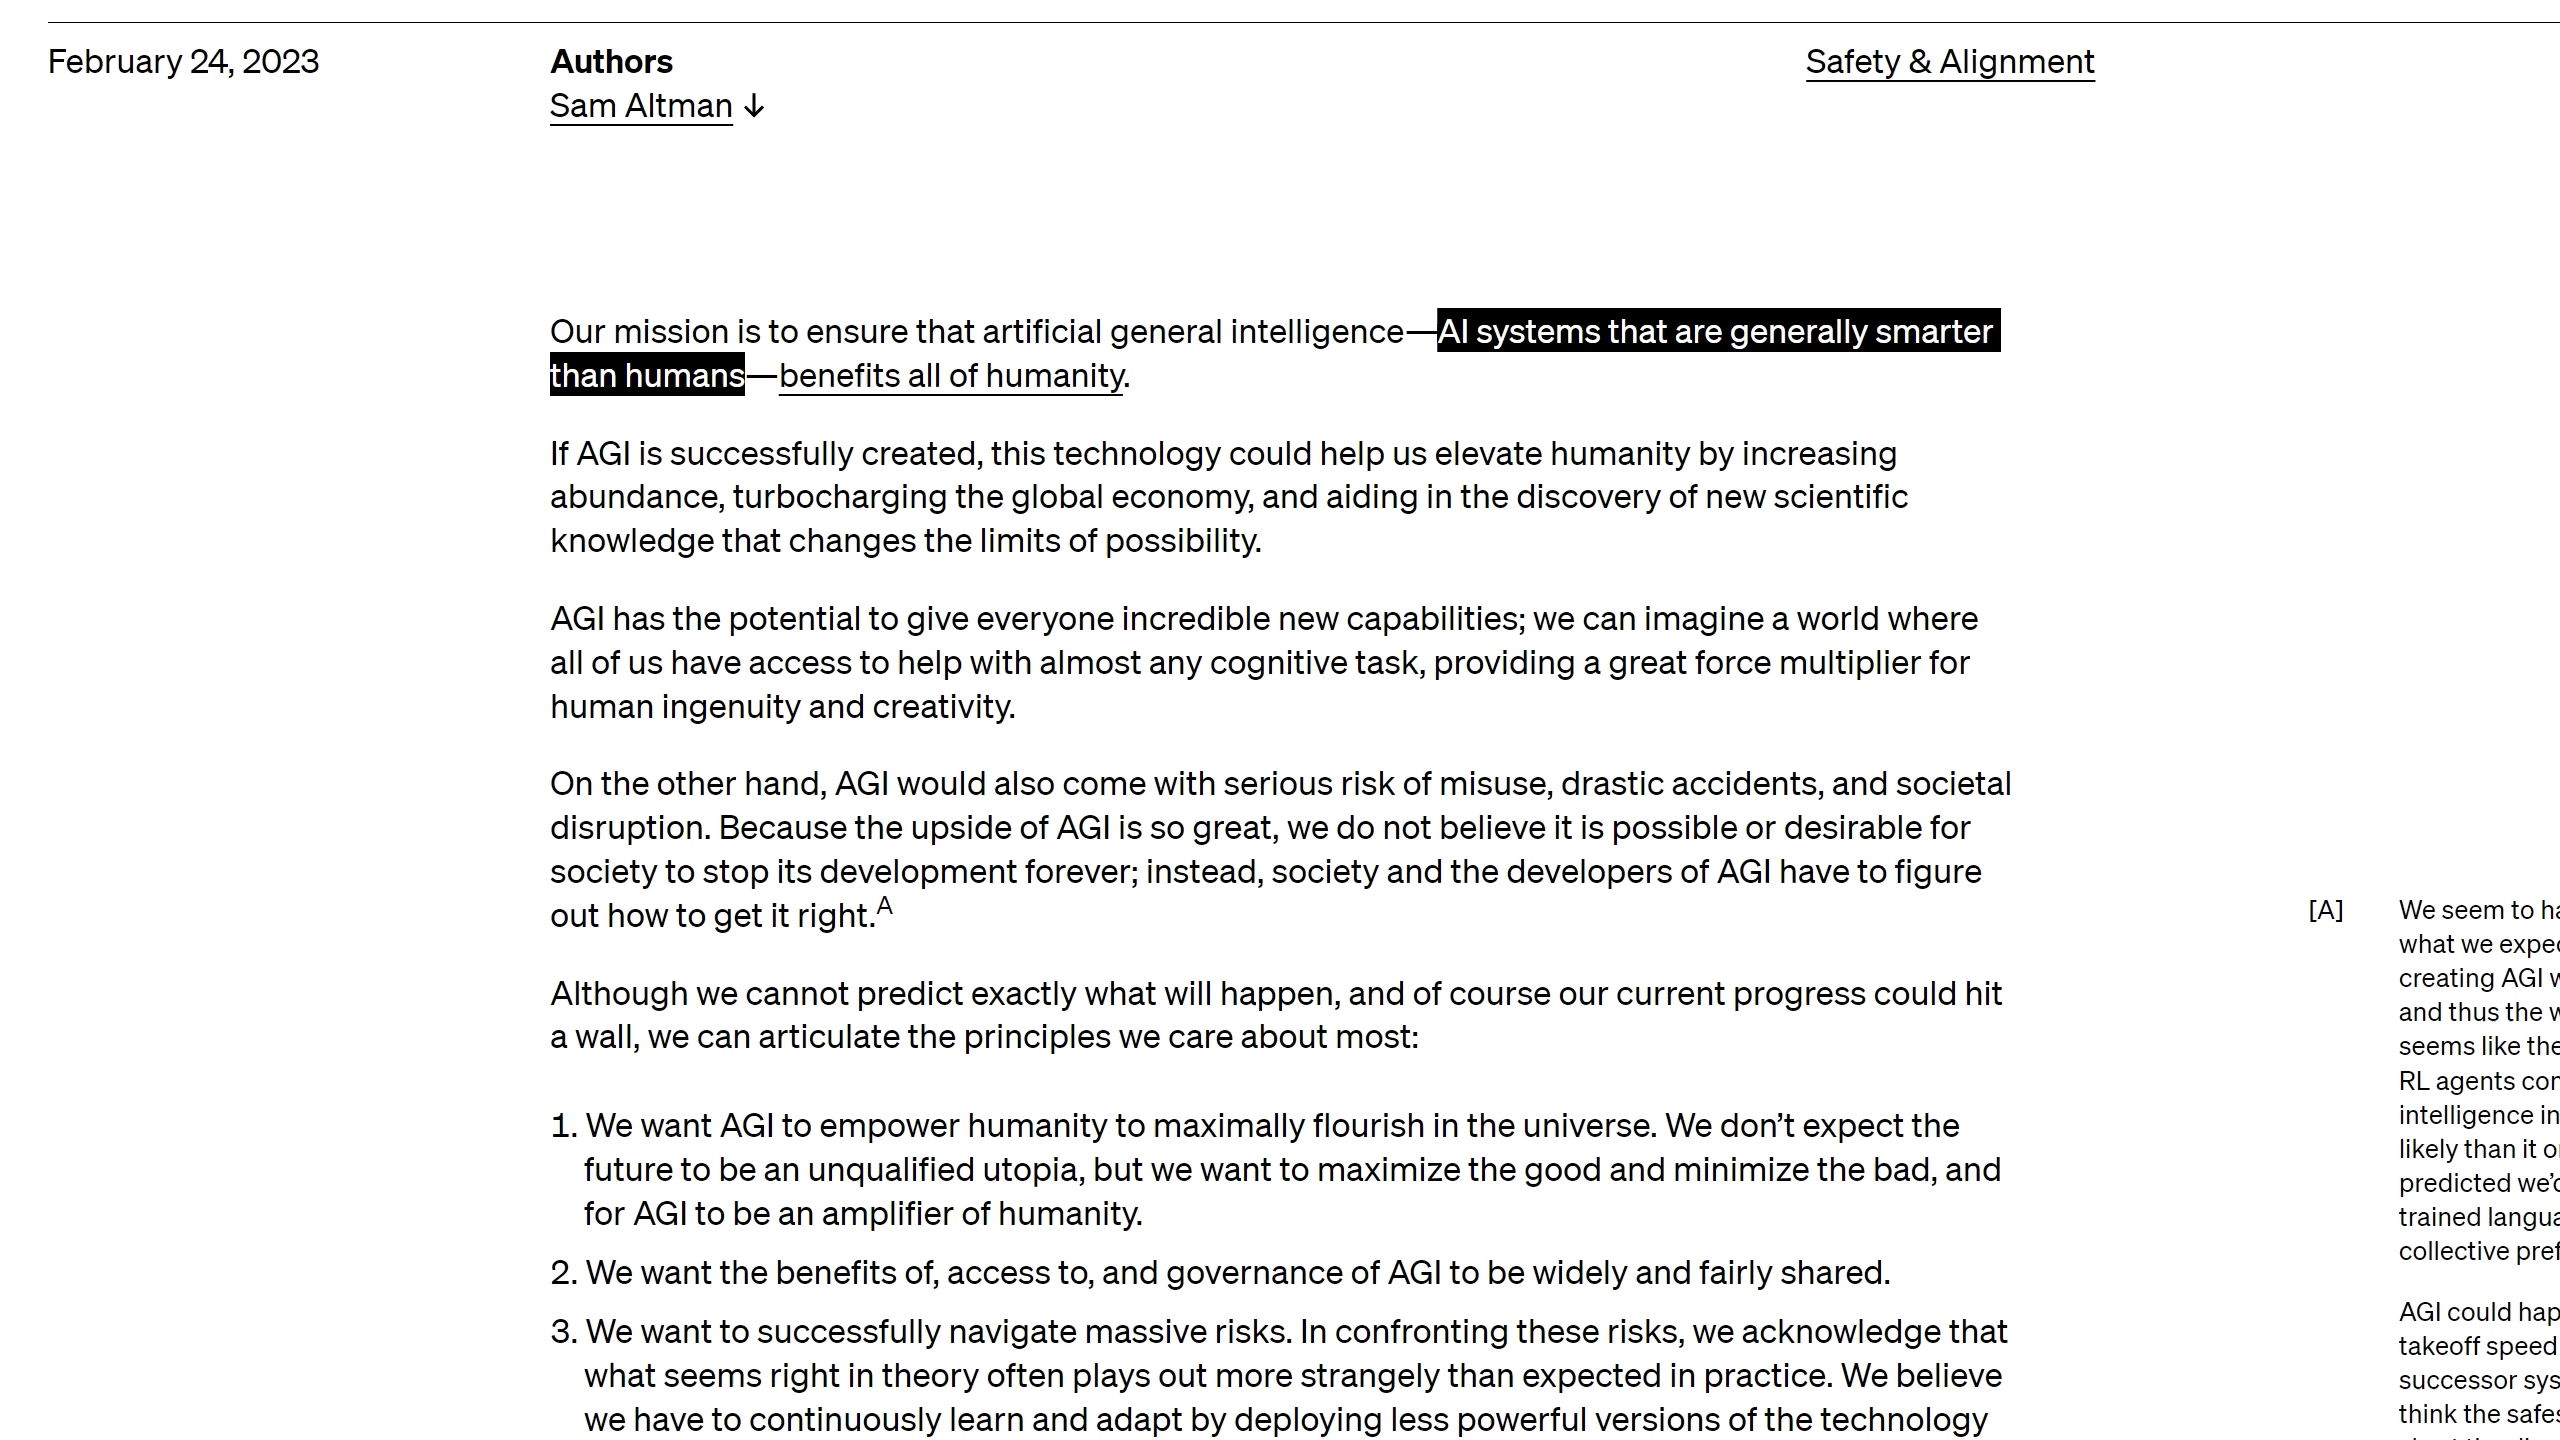 February 24, 2023
Authors
Sam Altman ↓
Safety & Alignment
Our mission is to ensure that artificial general intelligence—AI systems that are generally smarter
than humans—benefits all of humanity.
If AGI is successfully created, this technology could help us elevate humanity by increasing
abundance, turbocharging the global economy, and aiding in the discovery of new scientific
knowledge that changes the limits of possibility.
AGI has the potential to give everyone incredible new capabilities; we can imagine a world where
all of us have access to help with almost any cognitive task, providing a great force multiplier for
human ingenuity and creativity.
On the other hand, AGI would also come with serious risk of misuse, drastic accidents, and societal
disruption. Because the upside of AGI is so great, we do not believe it is possible or desirable for
society to stop its development forever; instead, society and the developers of AGI have to figure
out how to get it right.A
Although we cannot predict exactly what will happen, and of course our current progress could hit
a wall, we can articulate the principles we care about most:
1. We want AGI to empower humanity to maximally flourish in the universe. We don’t expect the
future to be an unqualified utopia, but we want to maximize the good and minimize the bad, and
for AGI to be an amplifier of humanity.
2. We want the benefits of, access to, and governance of AGI to be widely and fairly shared.
3. We want to successfully navigate massive risks. In confronting these risks, we acknowledge that
what seems right in theory often plays out more strangely than expected in practice. We believe
we have to continuously learn and adapt by deploying less powerful versions of the technology
[A]
We seem to
what we
creating AGI
and thus the
seems like
RL agents
intelligence
likely than it
predicted
trained
collective
AGI could
takeoff speed
successor
think the